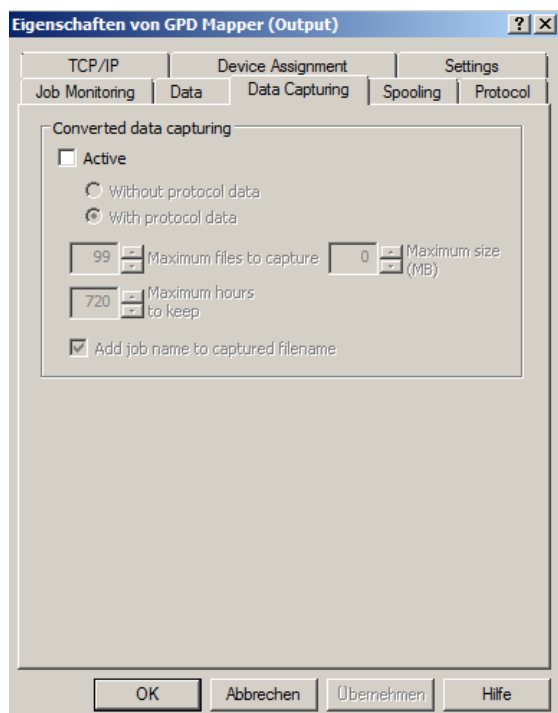 Eigenschaften von GPD Mapper (Output)
TCP/IP Device Assignment Settings
Job Monitoring Data Data Capturing Spooling Protocol
Converted data capturing
Active
Without protocol data
With protocol data
99 Maximum files to capture 0 Maximum size
(MB)
720 Maximum hours
to keep
Add job name to captured filename
OK Abbrechen Übernehmen Hilfe